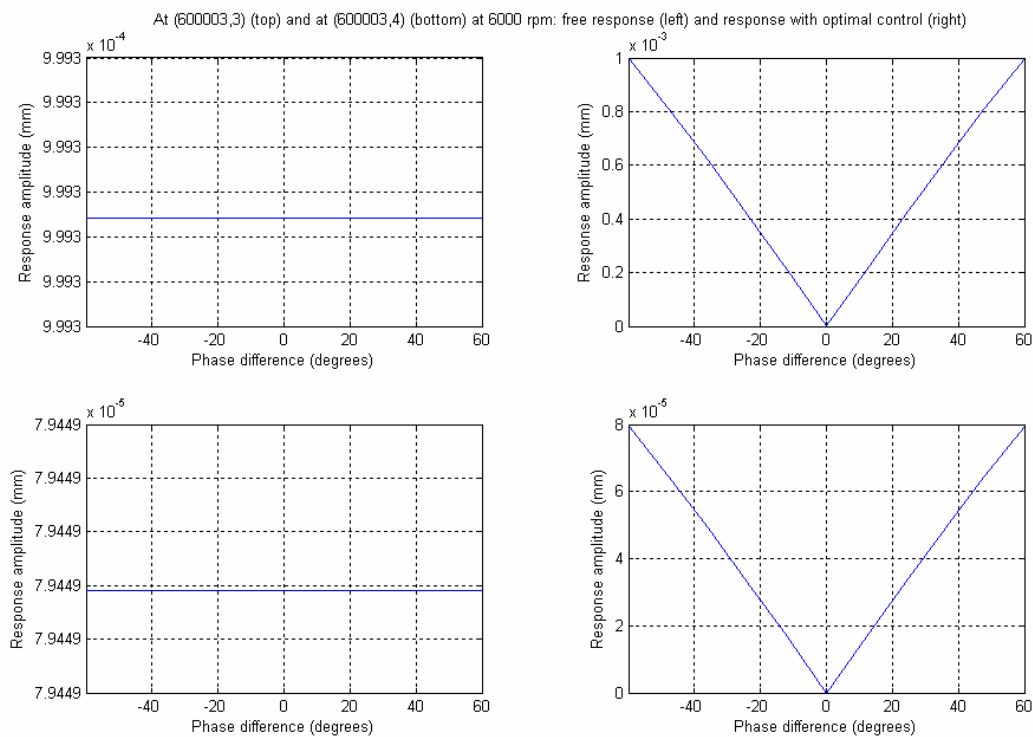 At (600003,3) (top) and at (600003,4) (bottom) at 6000 rpm: free response (left) and response with optimal control (right)
x 10-4
9.993
9.993
9.993
9.993
9.993
9.993
9.993
Response amplitude (mm)
-40 -20 0 20 40 60
Phase difference (degrees)
x 10-3
1
0.8
0.6
0.4
0.2
0
Response amplitude (mm)
-40 -20 0 20 40 60
Phase difference (degrees)
x 10-5
7.9449
7.9449
7.9449
7.9449
7.9449
7.9449
Response amplitude (mm)
-40 -20 0 20 40 60
Phase difference (degrees)
x 10-5
8
6
4
2
0
Response amplitude (mm)
-40 -20 0 20 40 60
Phase difference (degrees)